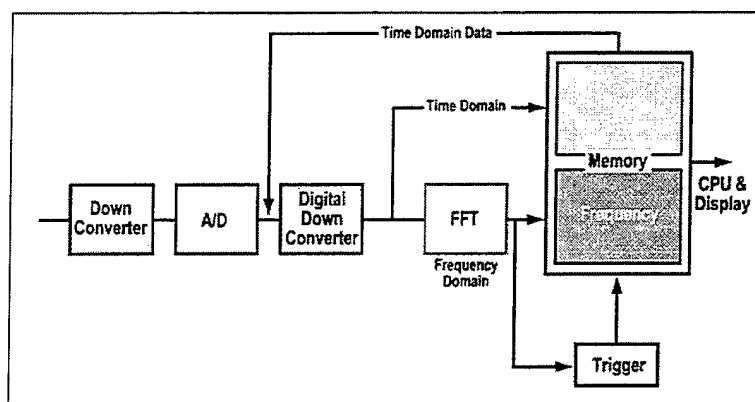 Time Domain Data
Time Domain
Memory
CPU &
Display
Down
Converter
A/D
Digital
Down
Converter
FFT
Frequency
Frequency
Domain
Trigger